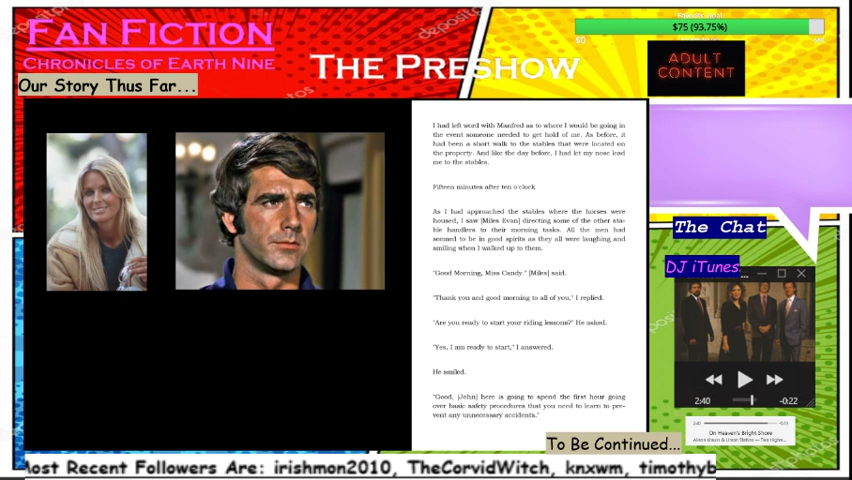 FAN FICTION
CHRONICLES OF EARTH NINE
THE PRESHOW
$75 (93.75%)
$0
ADULT
CONTENT
Our Story Thus Far...
I had left word with Manfred as to where I would be going in
the event someone needed to get hold of me. As before, it
had been a short walk to the stables that were located on
the property. And like the day before, I had let my nose lead
me to the stables.
Fifteen minutes after ten o'clock
As I had approached the stables where the horses were
housed, I saw [Miles Evan] directing some of the other sta-
ble handlers to their morning tasks. All the men had
seemed to be in good spirits as they all were laughing and
smiling when I walked up to them.
"Good Morning, Miss Candy." [Miles] said.
"Thank you and good morning to all of you," I replied.
"Are you ready to start your riding lessons?" He asked.
"Yes, I am ready to start," I answered.
He smiled.
"Good, [John] here is going to spend the first hour going
over basic safety procedures that you need to learn to pre-
vent any unnecessary accidents."
To Be Continued...
The Chat
DJ iTunes
2:40
-0:22
2:40
-0:22
On Heaven's Bright Shore
Alison Krauss & Union Station — Two Highw...
Most Recent Followers Are: irishmon2010, TheCorvidWitch, knxwm, timothyb